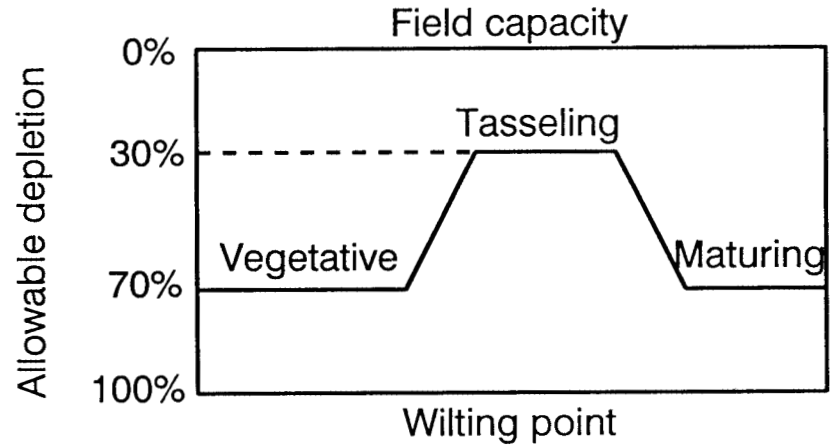 Field capacity
0%
Tasseling
30%
Allowable depletion
Vegetative
Maturing
70%
100%
Wilting point